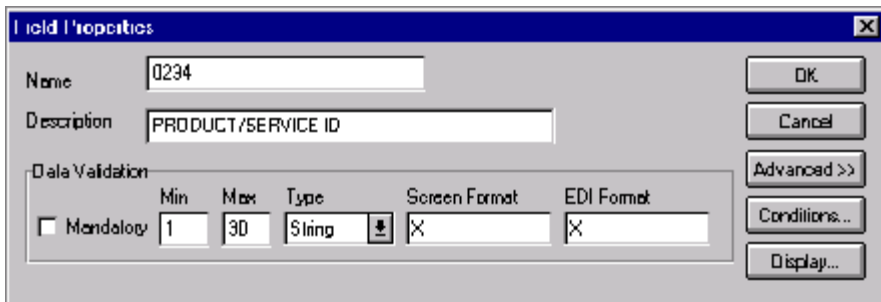 Field Properties
Name 0234 OK
Description PRODUCT/SERVICE ID Cancel
Data Validation Advanced >>
Min Max Type Screen Format EDI Format
Mandatory 1 30 String X X Conditions...
Display...